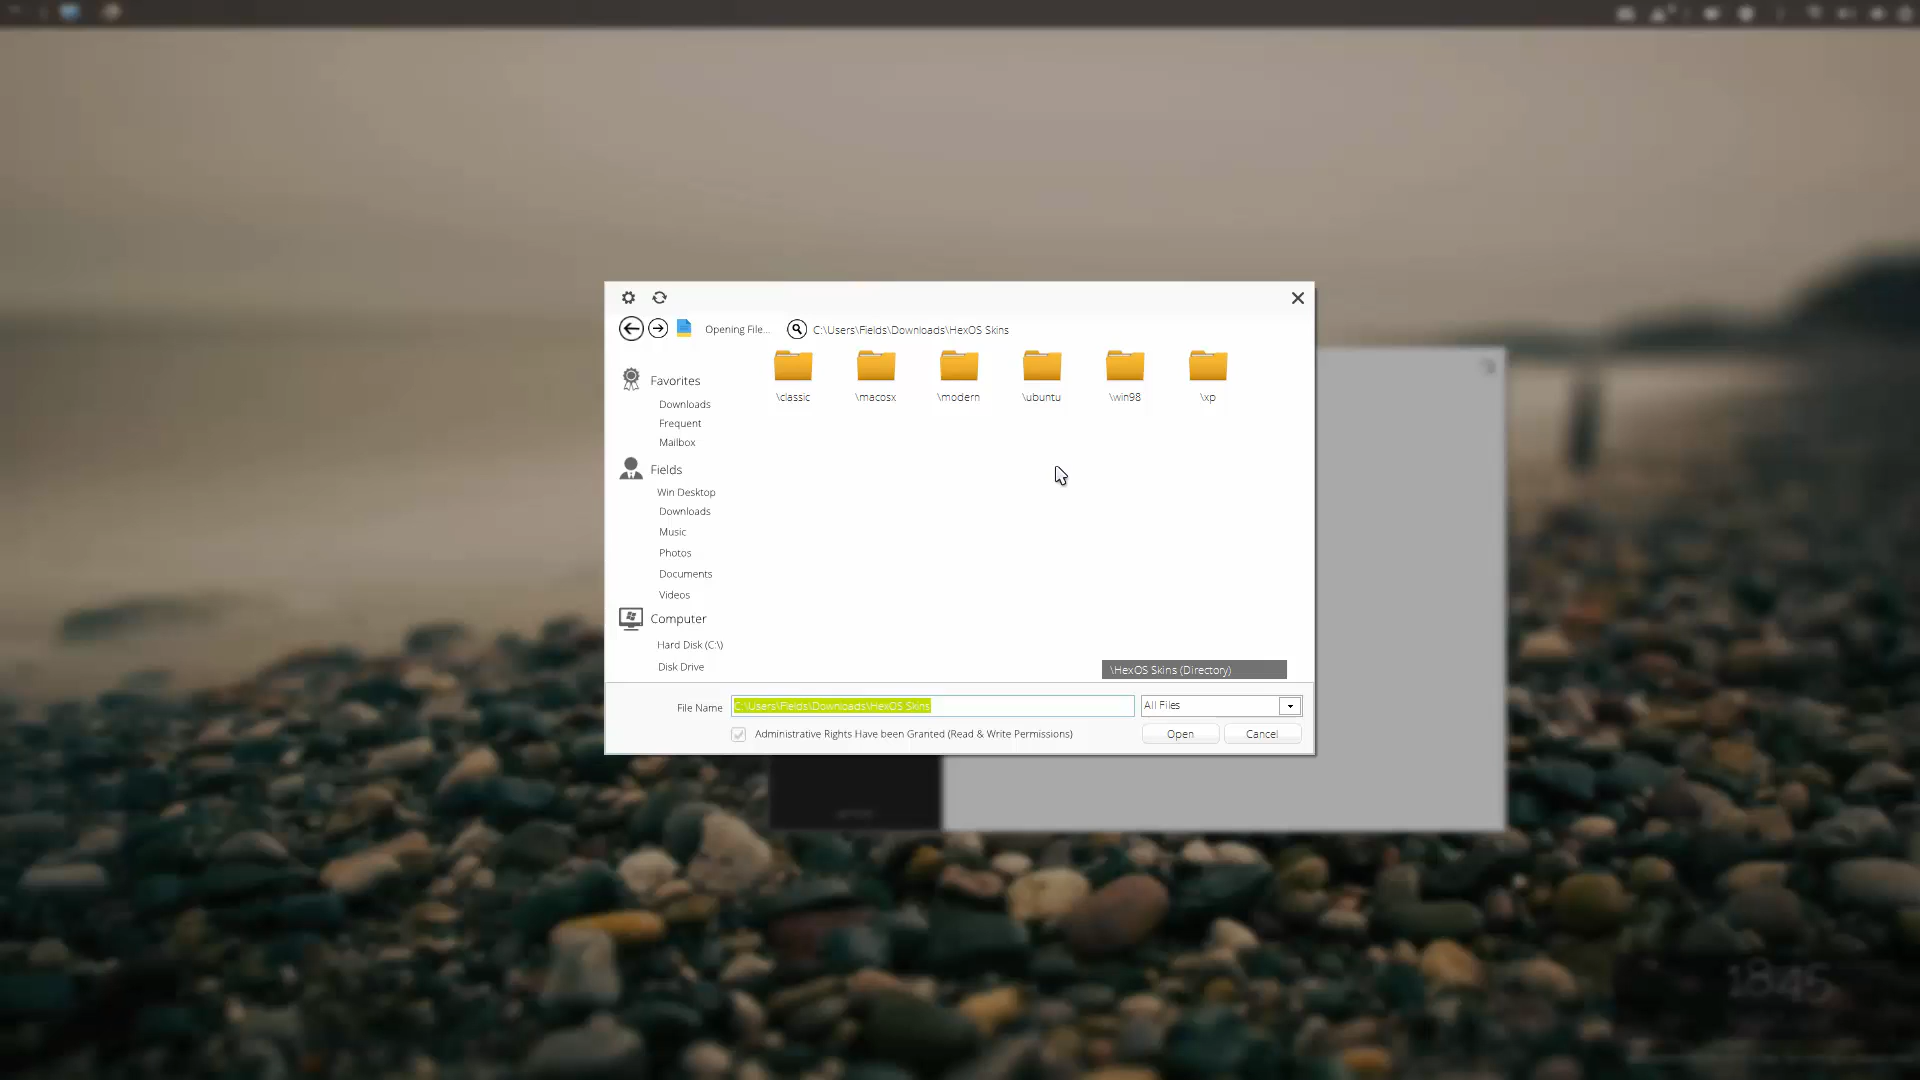 Opening File...
C:\Users\Fields\Downloads\HexOS Skins
\classic
\macosx
\modern
\ubuntu
\win98
\xp
Favorites
Downloads
Frequent
Mailbox
Fields
Win Desktop
Downloads
Music
Photos
Documents
Videos
Computer
Hard Disk (C:\)
Disk Drive
\HexOS Skins (Directory)
File Name
C:\Users\Fields\Downloads\HexOS Skins
All Files
Administrative Rights Have been Granted (Read & Write Permissions)
Open
Cancel
1845